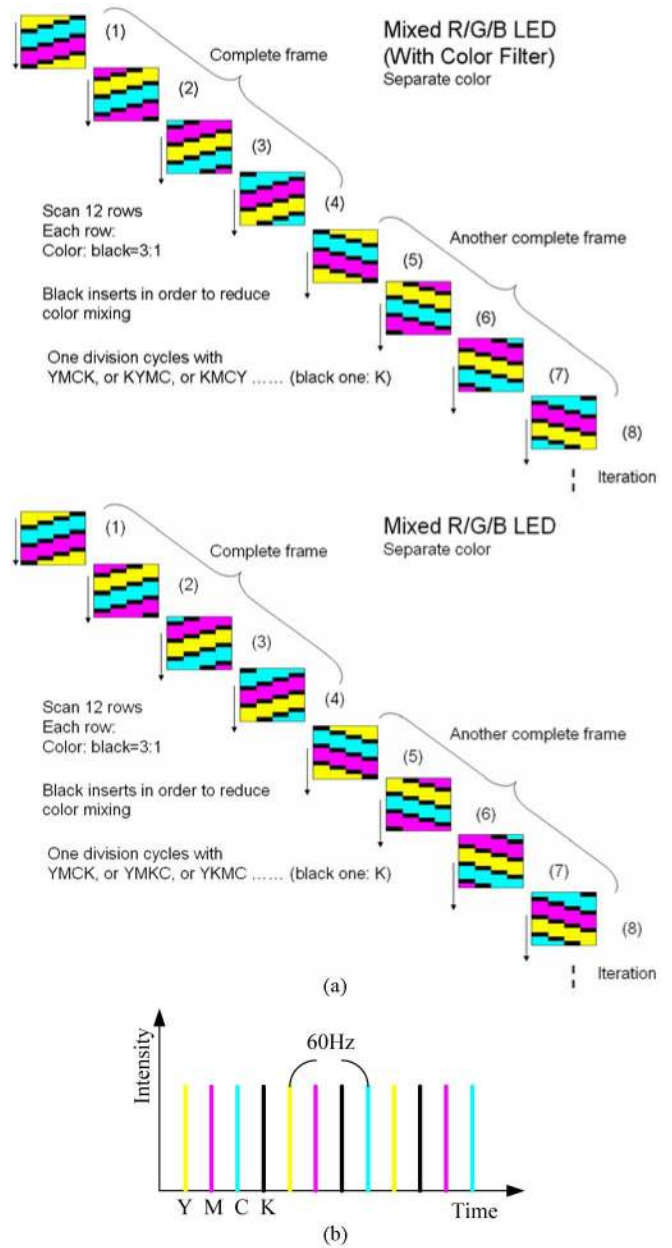 Mixed R/G/B LED
(With Color Filter)
Separate color
(1)
Complete frame
(2)
(3)
(4)
Scan 12 rows
Each row:
Color: black=3:1
Another complete frame
(5)
Black inserts in order to reduce
color mixing
(6)
One division cycles with
YMCK, or KYMC, or KMCY ...... (black one: K)
(7)
(8)
Iteration
Mixed R/G/B LED
Separate color
(1)
Complete frame
(2)
(3)
(4)
Scan 12 rows
Each row:
Color: black=3:1
Another complete frame
(5)
Black inserts in order to reduce
color mixing
(6)
One division cycles with
YMCK, or YMKC, or YKMC ...... (black one: K)
(7)
(8)
Iteration
(a)
60Hz
Intensity
Y M C K
Time
(b)